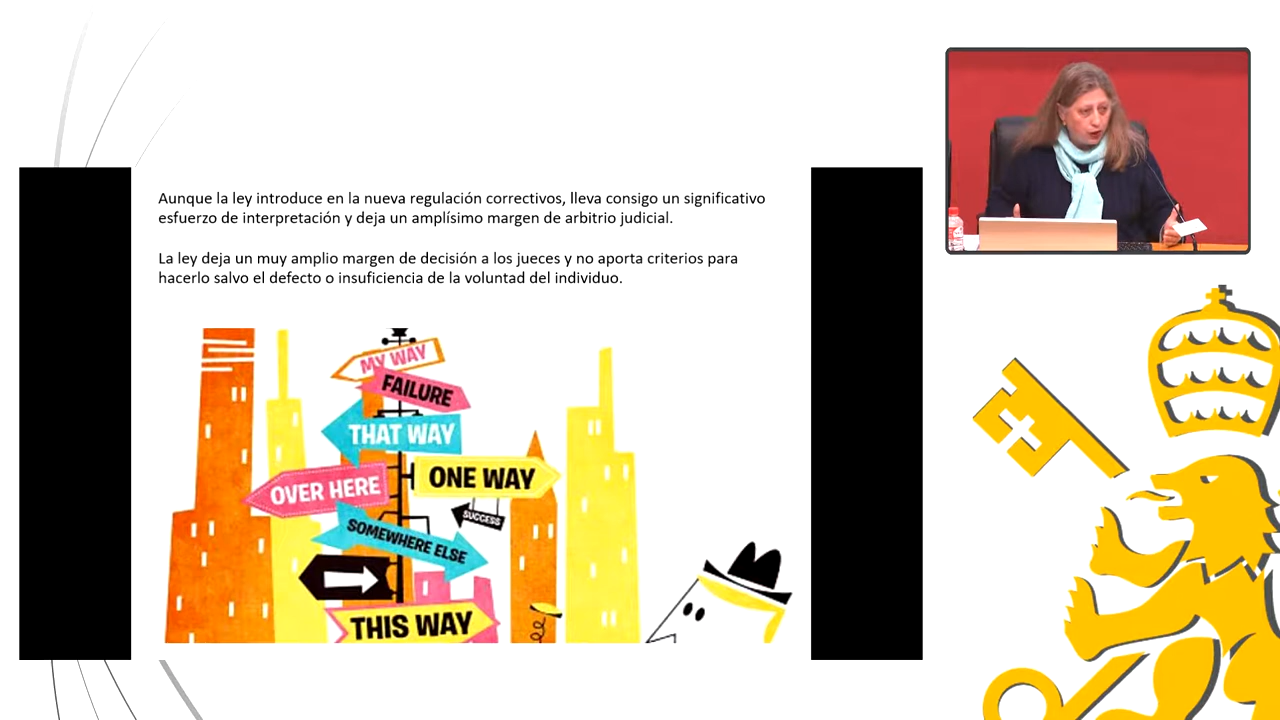 Aunque la ley introduce en la nueva regulación correctivos, lleva consigo un significativo
esfuerzo de interpretación y deja un amplísimo margen de arbitrio judicial.
La ley deja un muy amplio margen de decisión a los jueces y no aporta criterios para
hacerlo salvo el defecto o insuficiencia de la voluntad del individuo.
MY WAY
FAILURE
THAT WAY
ONE WAY
OVER HERE
SUCCESS
SOMEWHERE ELSE
THIS WAY